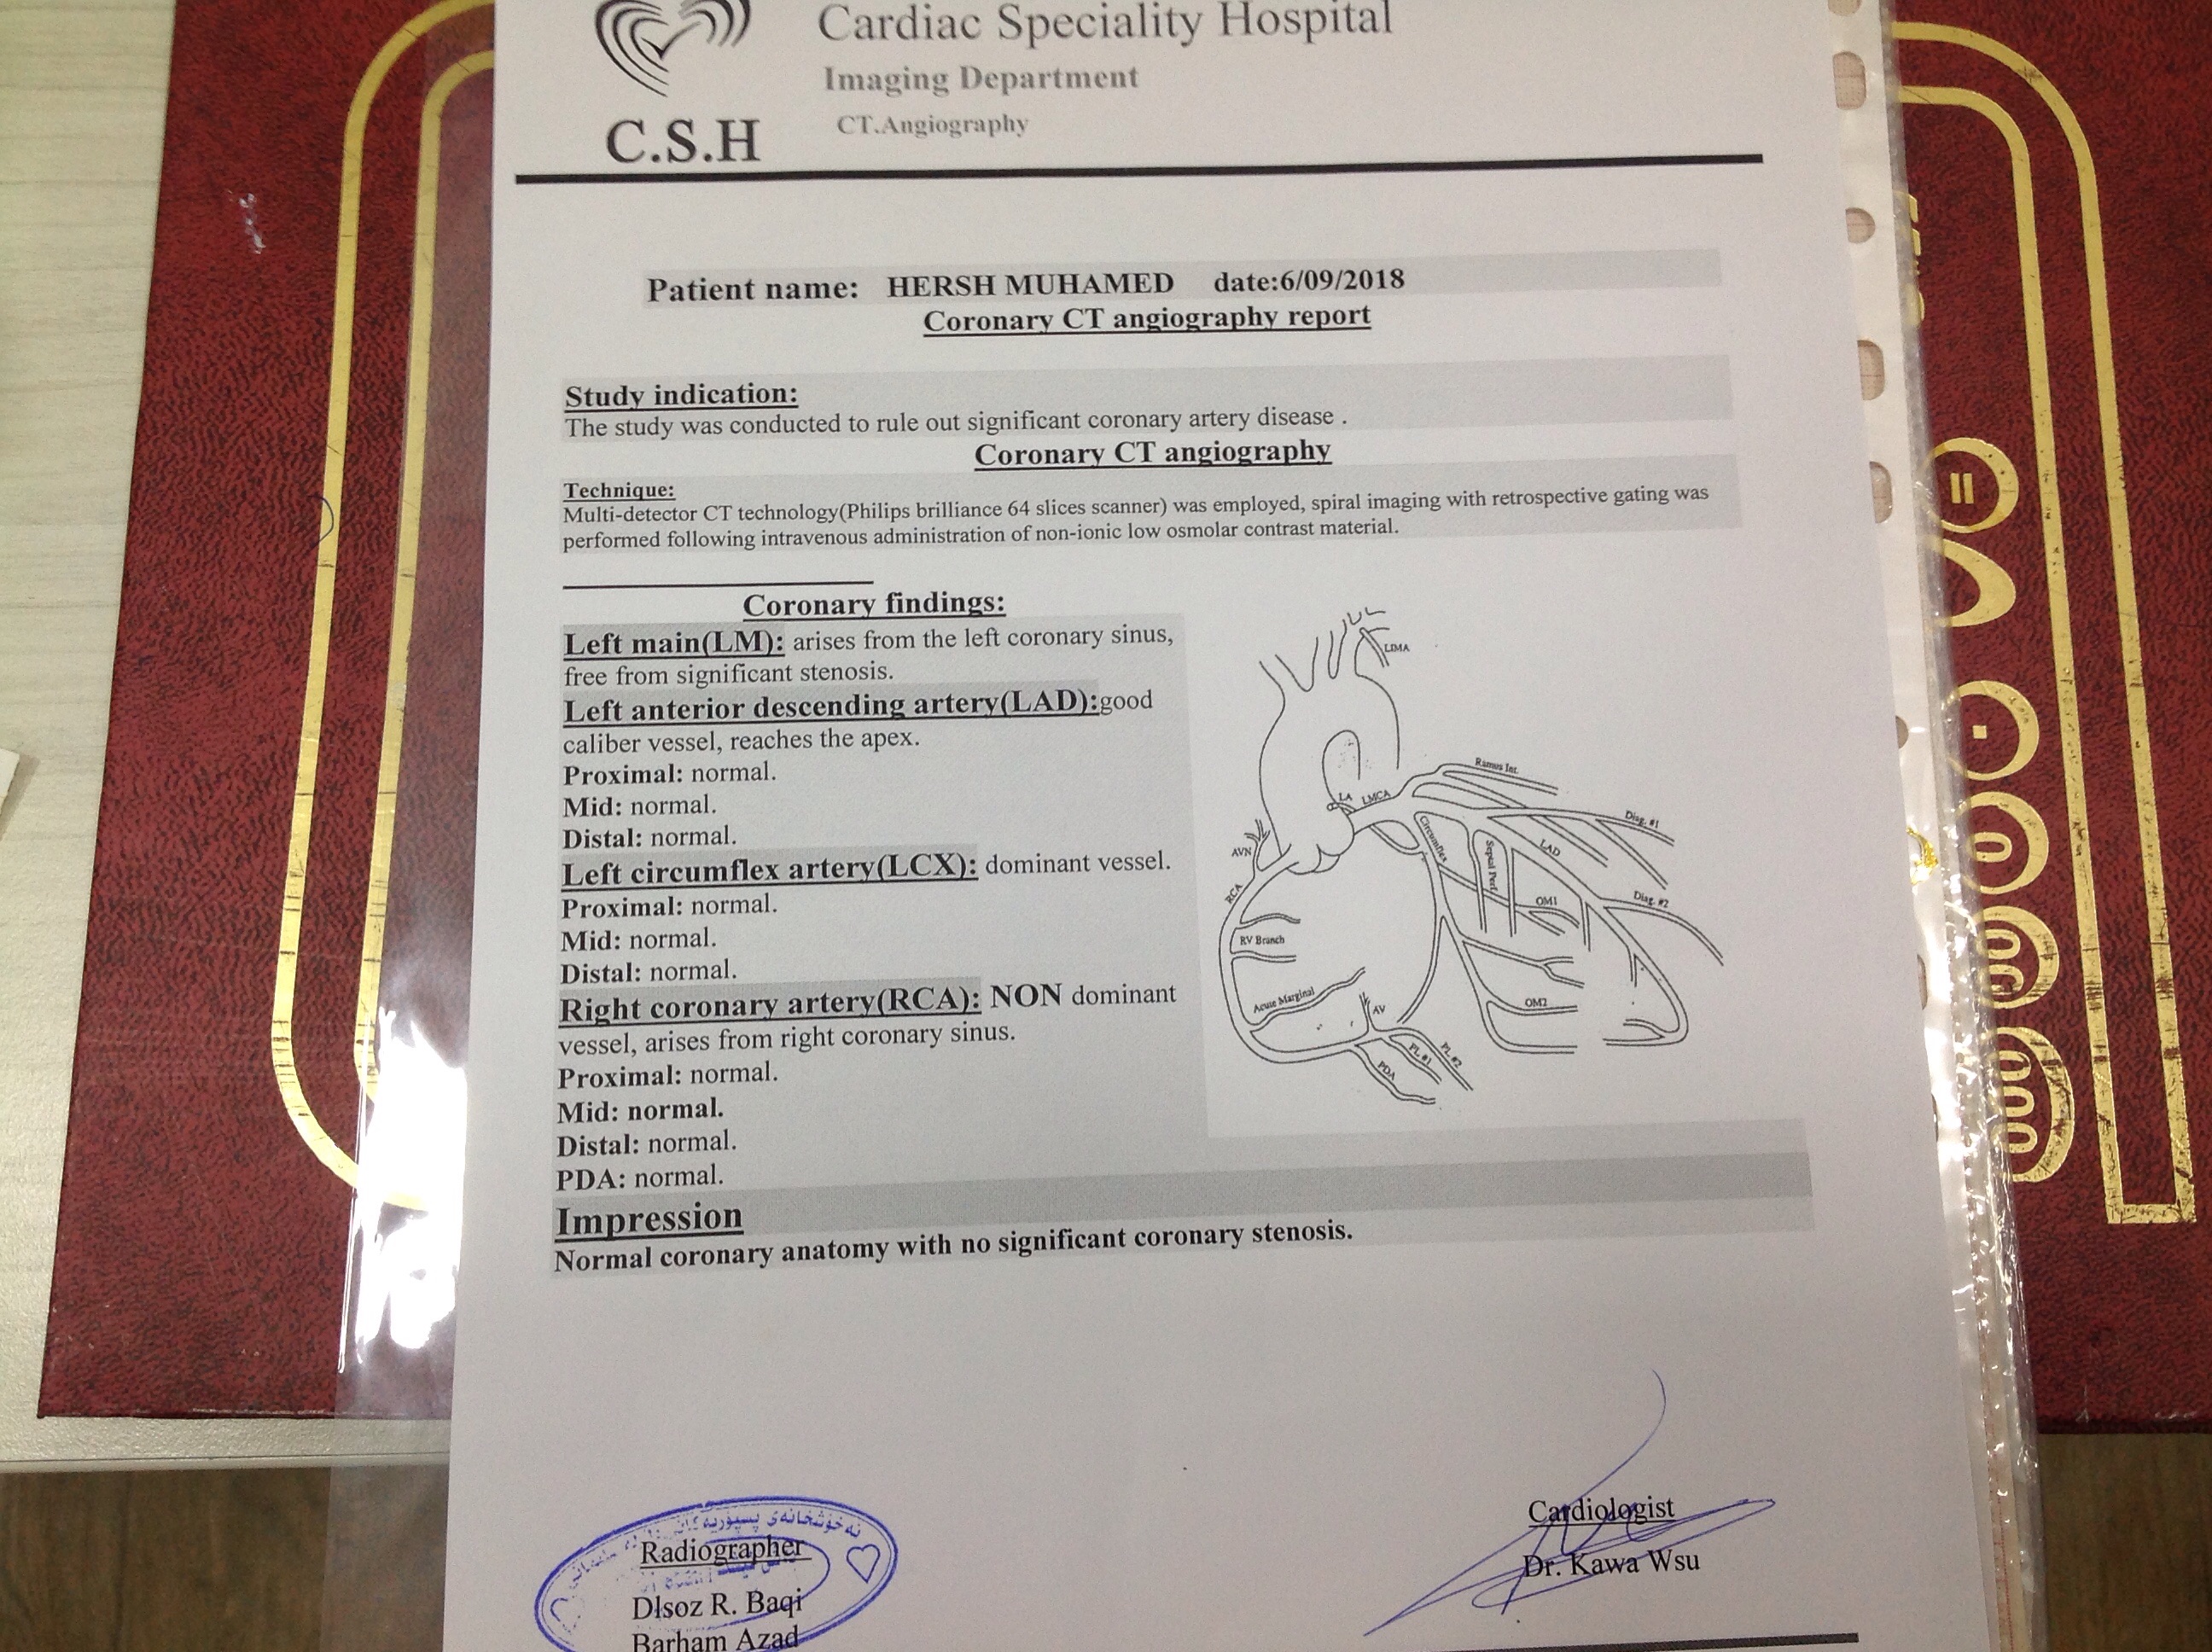 Cardiac Speciality Hospital
Imaging Department
CT.Angiography
C.S.H
Patient name: HERSH MUHAMED date:6/09/2018
Coronary CT angiography report
Study indication:
The study was conducted to rule out significant coronary artery disease .
Coronary CT angiography
Technique:
Multi-detector CT technology(Philips brilliance 64 slices scanner) was employed, spiral imaging with retrospective gating was
performed following intravenous administration of non-ionic low osmolar contrast material.
Coronary findings:
Left main(LM): arises from the left coronary sinus,
free from significant stenosis.
Left anterior descending artery(LAD):good
caliber vessel, reaches the apex.
Proximal: normal.
Mid: normal.
Distal: normal.
Left circumflex artery(LCX): dominant vessel.
Proximal: normal.
Mid: normal.
Distal: normal.
Right coronary artery(RCA): NON dominant
vessel, arises from right coronary sinus.
Proximal: normal.
Mid: normal.
Distal: normal.
PDA: normal.
LIMA
Ramus Int.
LA
LMCA
Diag. #1
Circumflex
Septal Perf.
LAD
AVN
RCA
OM1
Diag. #2
RV Branch
Acute Marginal
AV
OM2
PL #1
PL #2
PDA
Impression
Normal coronary anatomy with no significant coronary stenosis.
نەخۆشخانەی پسپۆریەکانی
Radiographer
Dlsoz R. Baqi
Barham Azad
Cardiologist
Dr. Kawa Wsu